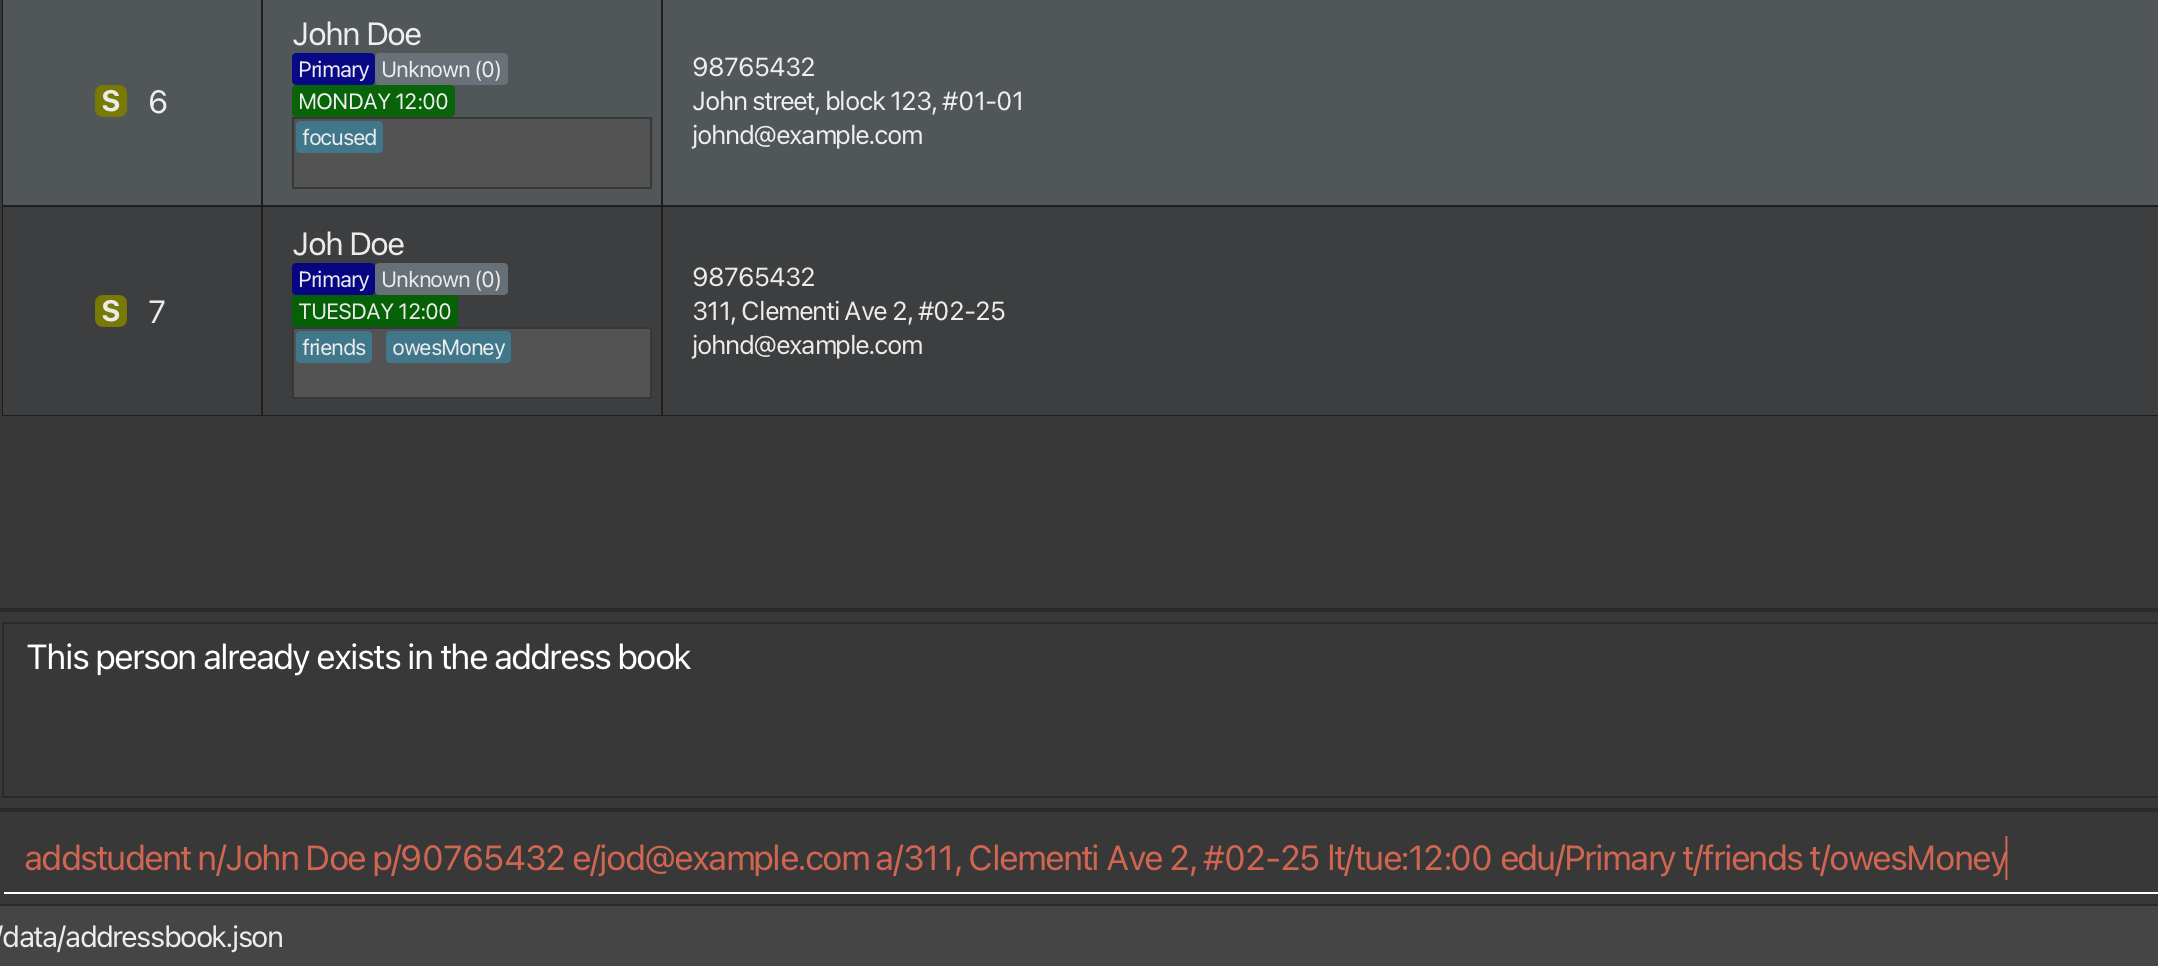 S 6
John Doe
Primary Unknown (0)
MONDAY 12:00
focused
98765432
John street, block 123, #01-01
johnd@example.com
S 7
Joh Doe
Primary Unknown (0)
TUESDAY 12:00
friends owesMoney
98765432
311, Clementi Ave 2, #02-25
johnd@example.com
This person already exists in the address book
addstudent n/John Doe p/90765432 e/jod@example.com a/311, Clementi Ave 2, #02-25 lt/tue:12:00 edu/Primary t/friends t/owesMoney
/data/addressbook.json